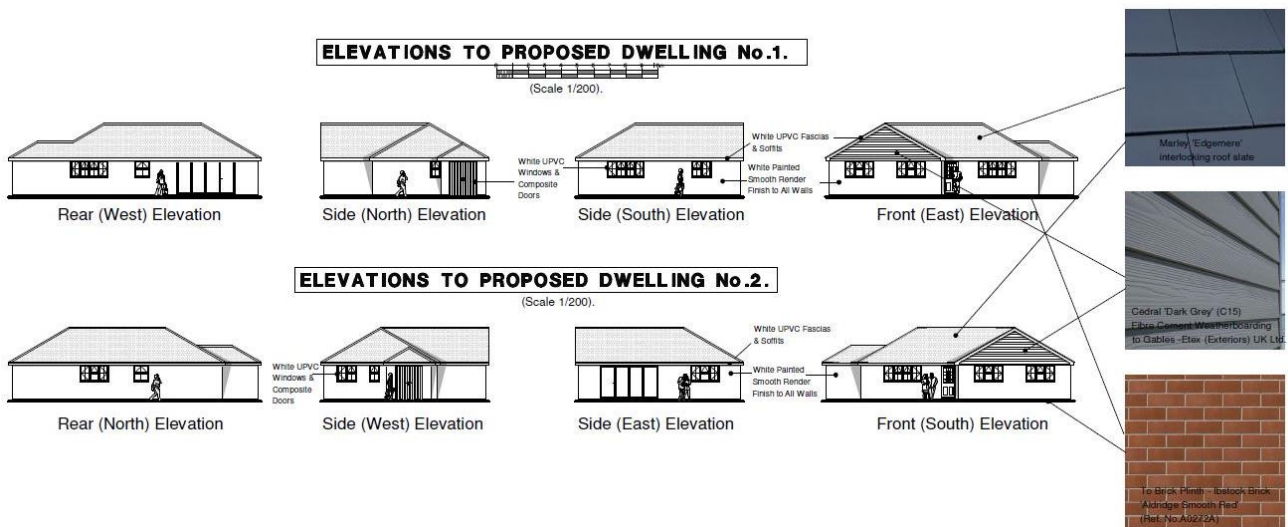 ELEVATIONS TO PROPOSED DWELLING No.1.
(Scale 1/200).
White UPVC
Windows &
Composite
Doors
White UPVC Fascias
& Soffits
White Painted
Smooth Render
Finish to All Walls
Rear (West) Elevation
Side (North) Elevation
Side (South) Elevation
Front (East) Elevation
ELEVATIONS TO PROPOSED DWELLING No.2.
(Scale 1/200).
White UPVC
Windows &
Composite
Doors
White UPVC Fascias
& Soffits
White Painted
Smooth Render
Finish to All Walls
Rear (North) Elevation
Side (West) Elevation
Side (East) Elevation
Front (South) Elevation
Marley 'Edgemere'
interlocking roof slate
Cedral 'Dark Grey' (C15)
Fibre Cement Weatherboarding
to Gables -Etex (Exteriors) UK Ltd.
To Brick Plinth - Ibstock Brick
'Aldridge Smooth Red'
(Ref. No.A0272A)